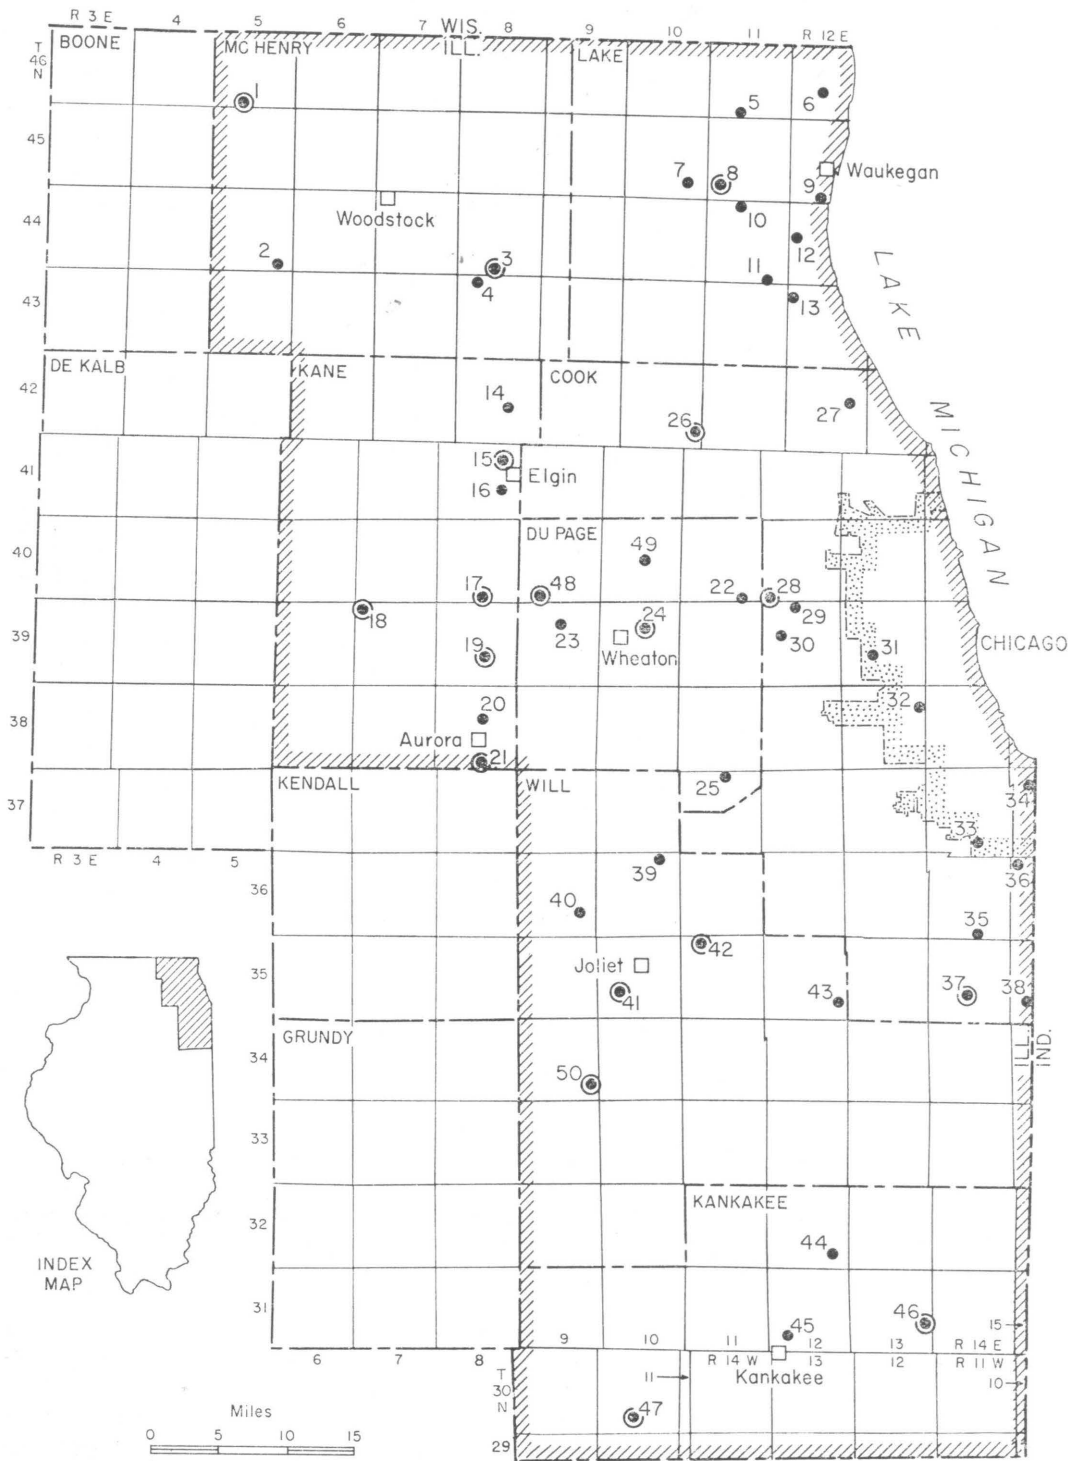 R 3 E 4 5 6 7 8 9 10 11 R 12 E
WIS.
ILL.
T
46
N
BOONE
MC HENRY
LAKE
1
5
6
45
7
8
Waukegan
9
Woodstock
10
44
2
3
12
11
4
13
43
LAKE MICHIGAN
DE KALB
KANE
COOK
42
14
26
27
41
15
Elgin
16
DU PAGE
40
49
17
48
22
28
18
29
39
23
24
30
19
Wheaton
31
CHICAGO
20
32
38
Aurora
21
KENDALL
WILL
25
34
37
33
R 3 E 4 5
39
36
36
40
35
42
Joliet
35
41
43
37
38
GRUNDY
ILL.
IND.
34
50
33
KANKAKEE
32
44
INDEX
MAP
31
46
45
15
9 10 11 12 13 R 14 E
6 7 8
R 14 W 13 12 R 11 W
T
30
N
11
Kankakee
10
47
Miles
0 5 10 15
29